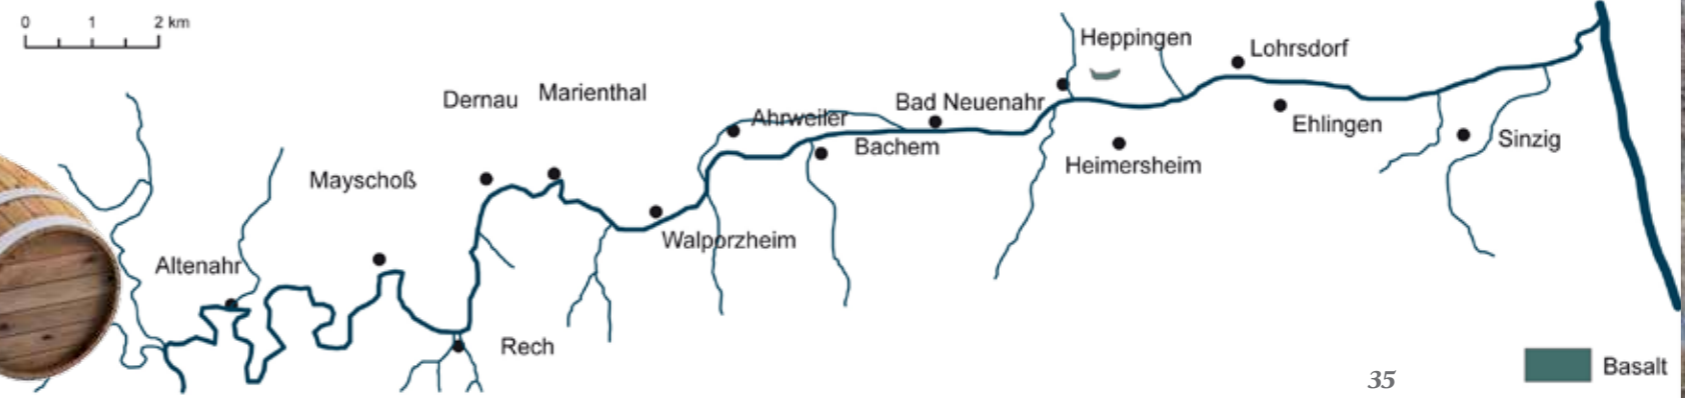 0 1 2 km
Heppingen
Lohrsdorf
Dernau
Marienthal
Ahrweiler
Bad Neuenahr
Ehlingen
Sinzig
Bachem
Heimersheim
Mayschoß
Walporzheim
Altenahr
Rech
Basalt
35